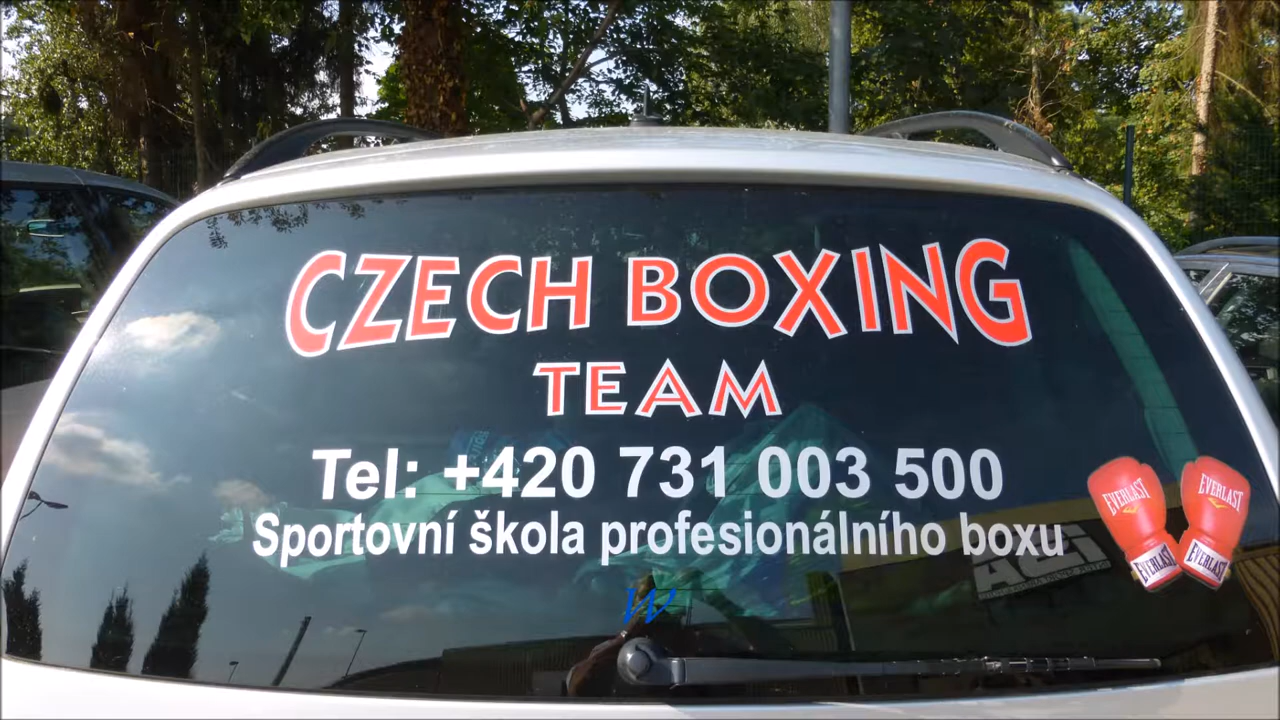 CZECH BOXING
TEAM
Tel: +420 731 003 500
Sportovní škola profesionálního boxu
EVERLAST EVERLAST
EVERLAST EVERLAST
W